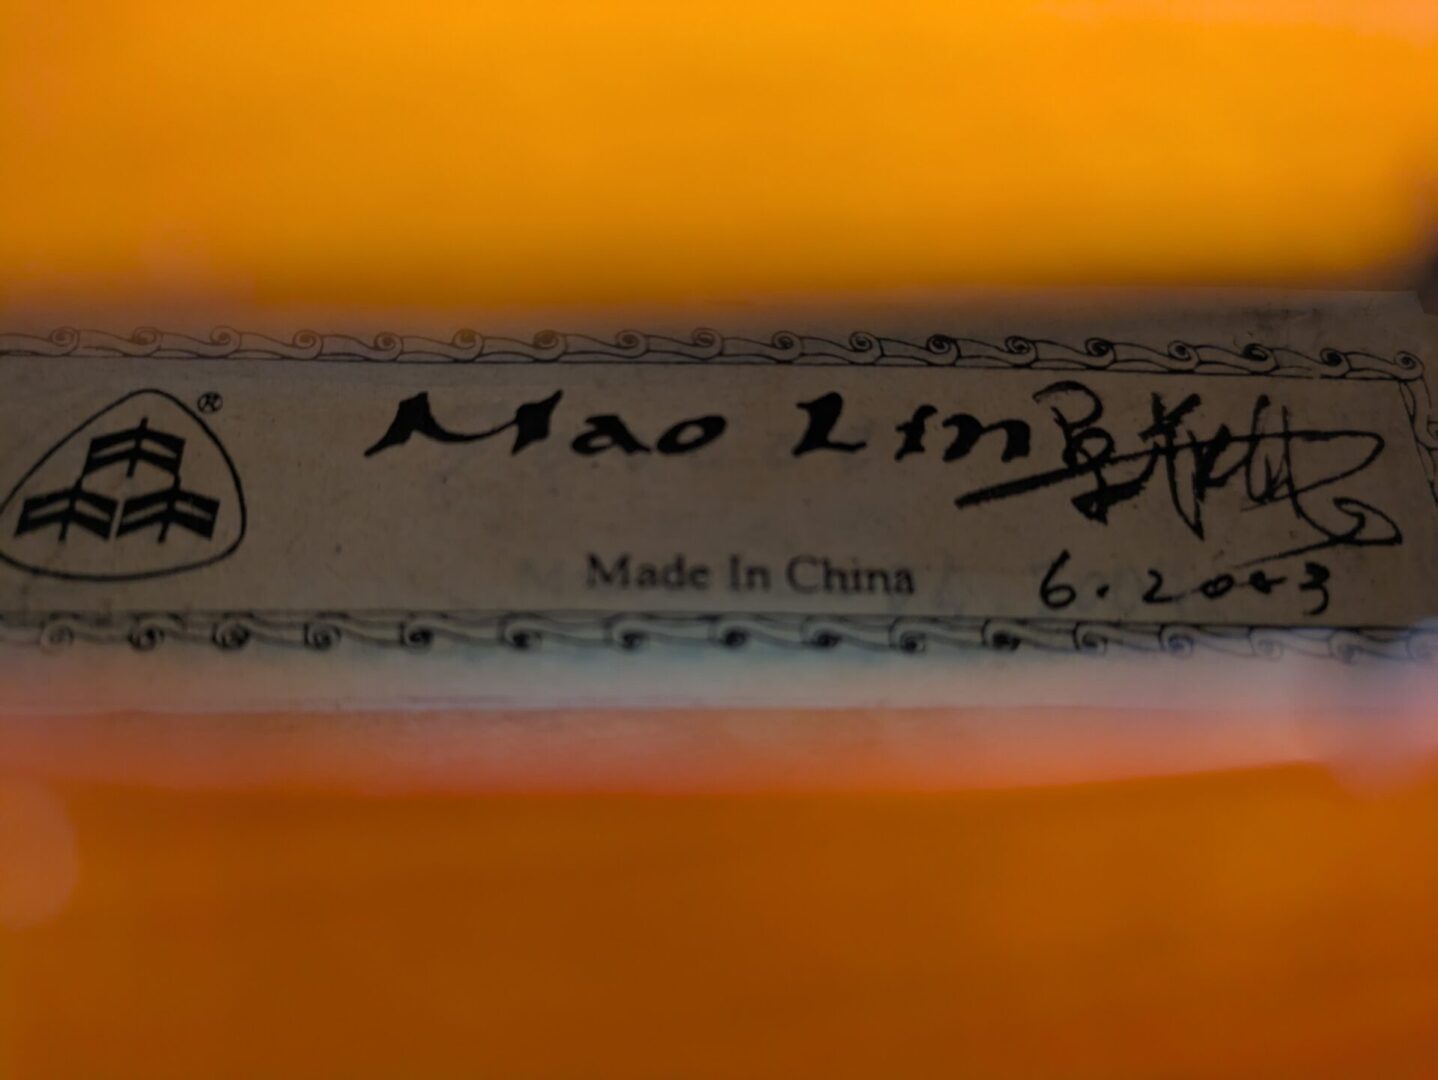 ®
Mao Lin
Made In China
6.2003